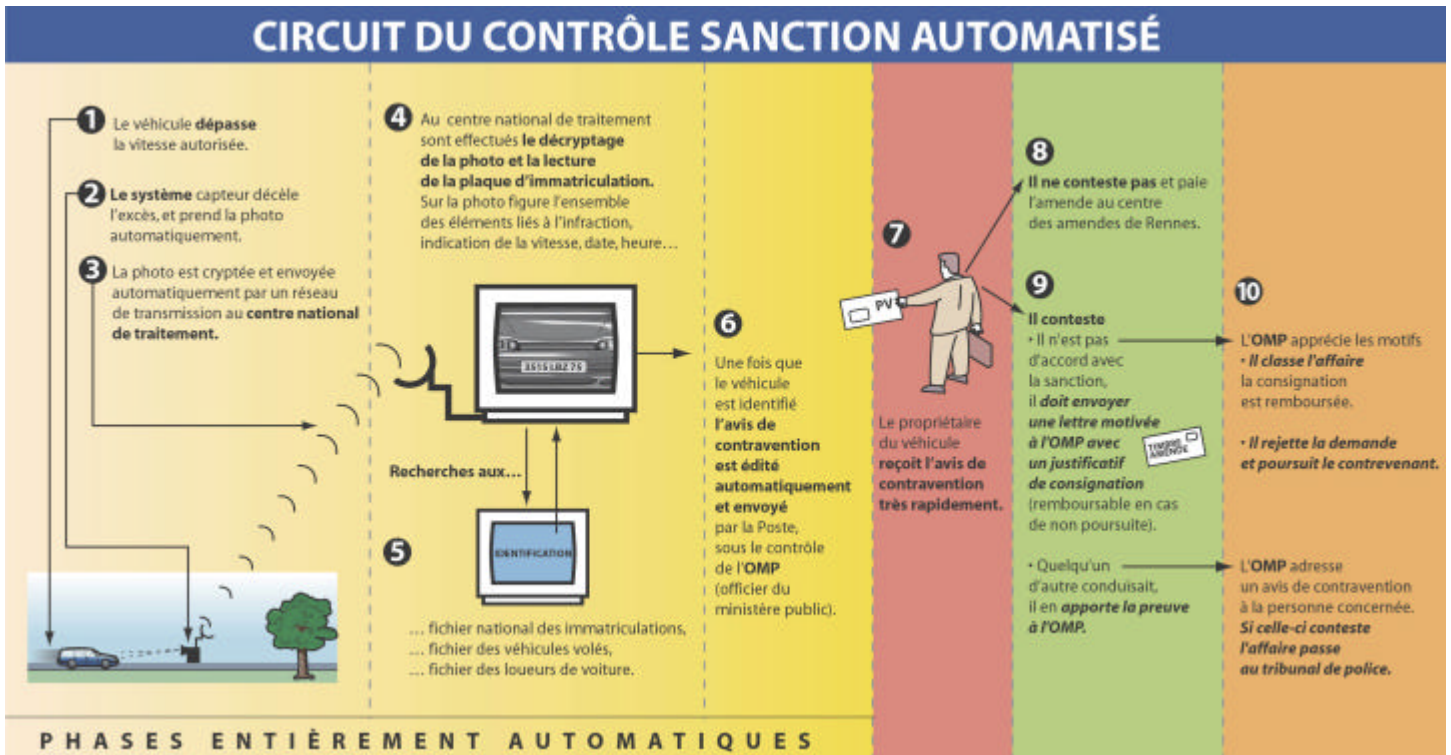 CIRCUIT DU CONTRÔLE SANCTION AUTOMATISÉ
1
Le véhicule dépasse
la vitesse autorisée.
2
Le système capteur décèle
l'excès, et prend la photo
automatiquement.
3
La photo est cryptée et envoyée
automatiquement par un réseau
de transmission au centre national
de traitement.
4
Au centre national de traitement
sont effectués le décryptage
de la photo et la lecture
de la plaque d'immatriculation.
Sur la photo figure l'ensemble
des éléments liés à l'infraction,
indication de la vitesse, date, heure…
3515 LBZ 75
Recherches aux…
5
IDENTIFICATION
… fichier national des immatriculations,
… fichier des véhicules volés,
… fichier des loueurs de voiture.
6
Une fois que
le véhicule
est identifié
l'avis de
contravention
est édité
automatiquement
et envoyé
par la Poste,
sous le contrôle
de l'OMP
(officier du
ministère public).
7
PV
Le propriétaire
du véhicule
reçoit l'avis de
contravention
très rapidement.
8
Il ne conteste pas et paie
l'amende au centre
des amendes de Rennes.
9
Il conteste
• Il n'est pas
d'accord avec
la sanction,
il doit envoyer
une lettre motivée
à l'OMP avec
un justificatif
de consignation
(remboursable en cas
de non poursuite).
TIMBRE
AMENDE
• Quelqu'un
d'autre conduisait,
il en apporte la preuve
à l'OMP.
10
L'OMP apprécie les motifs
• Il classe l'affaire
la consignation
est remboursée.
• Il rejette la demande
et poursuit le contrevenant.
L'OMP adresse
un avis de contravention
à la personne concernée.
Si celle-ci conteste
l'affaire passe
au tribunal de police.
PHASES ENTIÈREMENT AUTOMATIQUES